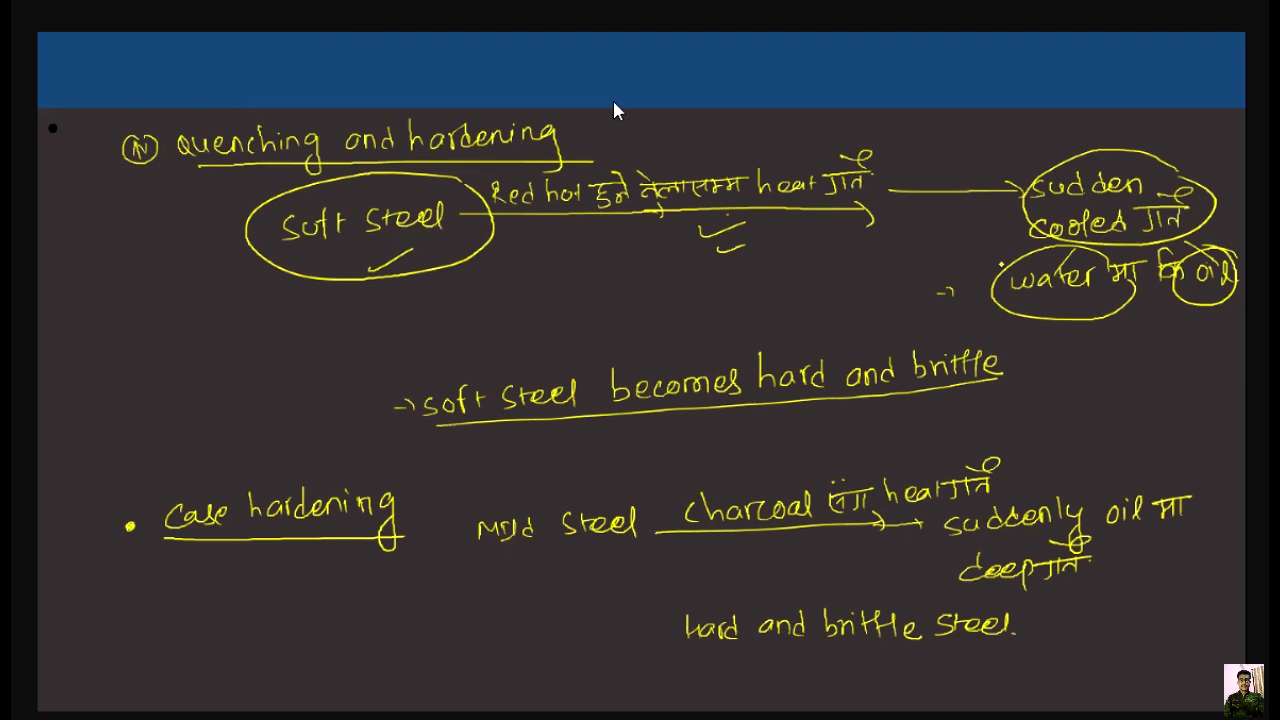 (iv) Quenching and hardening
Soft Steel Red hot हुने वेलासम्म heat गर्ने
sudden
cooled गर्ने
water मा कि oil
→ soft steel becomes hard and brittle
• Case hardening
Mild Steel charcoal सँग heat गर्ने
suddenly oil मा
deep गर्ने
hard and brittle steel.